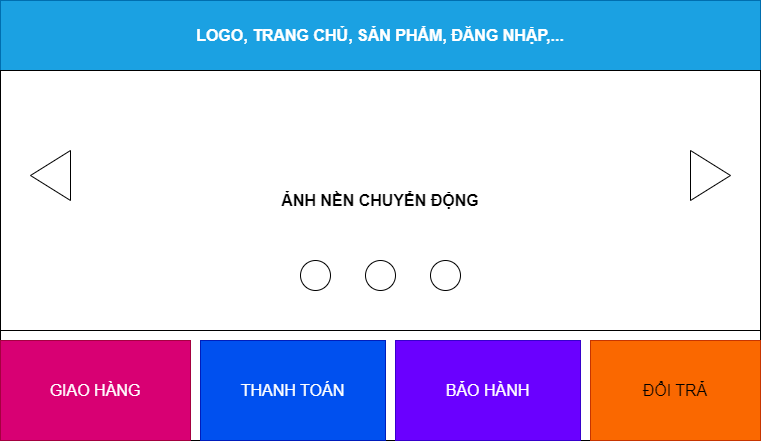 LOGO, TRANG CHỦ, SẢN PHẨM, ĐĂNG NHẬP,...
ẢNH NỀN CHUYỂN ĐỘNG
GIAO HÀNG
THANH TOÁN
BẢO HÀNH
ĐỔI TRẢ